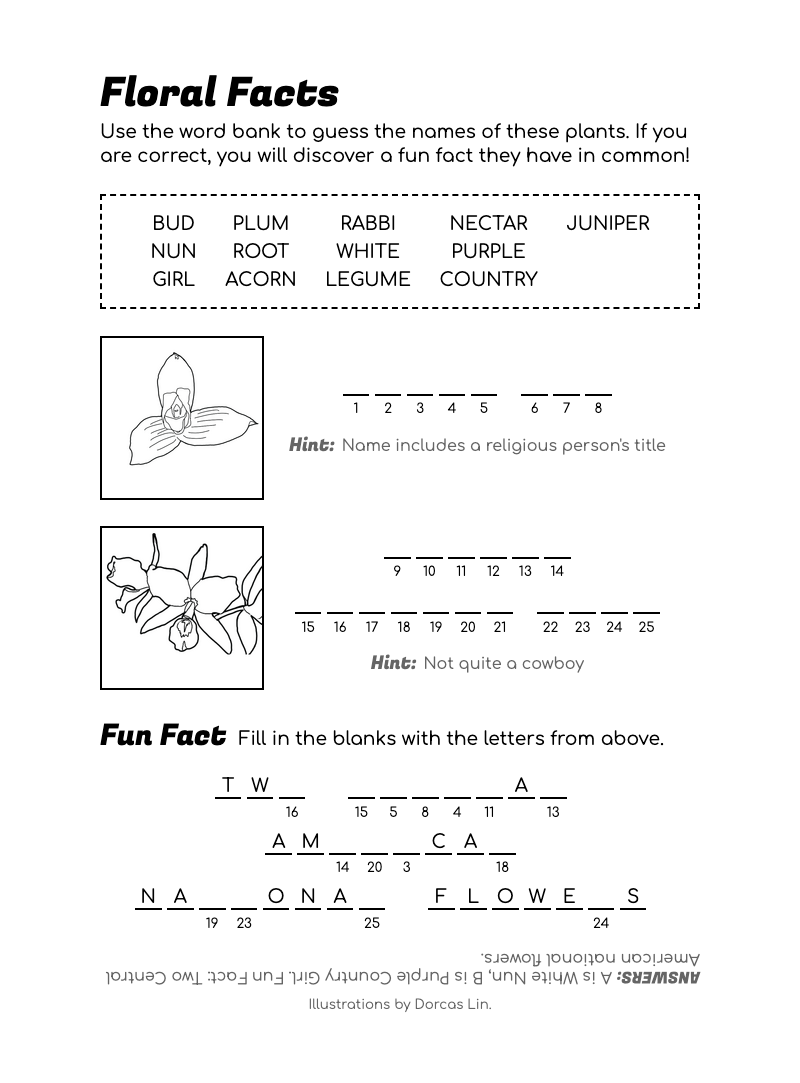 Floral Facts
Use the word bank to guess the names of these plants. If you
are correct, you will discover a fun fact they have in common!
BUD PLUM RABBI NECTAR JUNIPER
NUN ROOT WHITE PURPLE
GIRL ACORN LEGUME COUNTRY
1 2 3 4 5 6 7 8
Hint: Name includes a religious person's title
9 10 11 12 13 14
15 16 17 18 19 20 21 22 23 24 25
Hint: Not quite a cowboy
Fun Fact Fill in the blanks with the letters from above.
T W A
16 15 5 8 4 11 13
A M C A
14 20 3 18
N A O N A F L O W E S
19 23 25 24
ANSWERS: A is White Nun, B is Purple Country Girl. Fun Fact: Two Central
American national flowers.
Illustrations by Dorcas Lin.